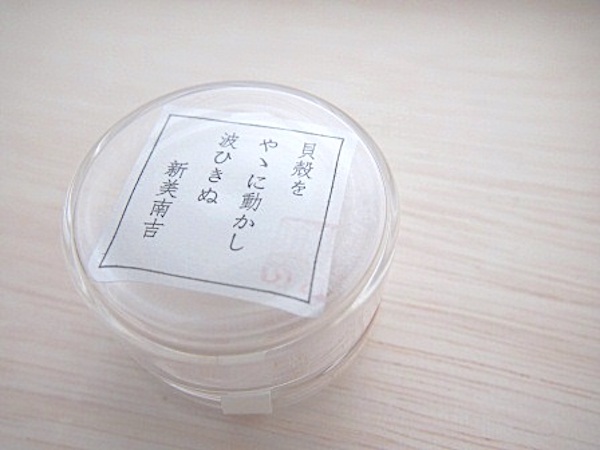 貝殻を
やゝに動かし
波ひきぬ
新美南吉